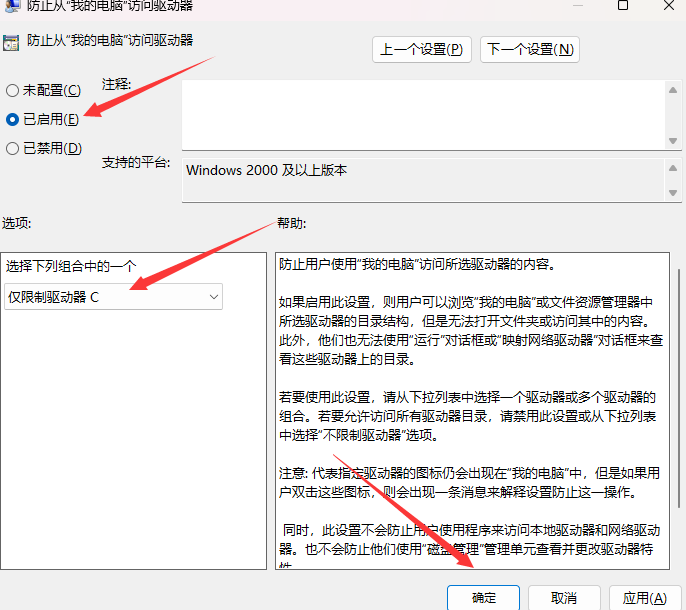 防止从“我的电脑”访问驱动器
防止从“我的电脑”访问驱动器
上一个设置(P)
下一个设置(N)
未配置(C)
注释:
已启用(E)
已禁用(D)
支持的平台:
Windows 2000 及以上版本
选项:
帮助:
选择下列组合中的一个
仅限制驱动器 C
防止用户使用“我的电脑”访问所选驱动器的内容。
如果启用此设置，则用户可以浏览“我的电脑”或文件资源管理器中
所选驱动器的目录结构，但是无法打开文件夹或访问其中的内容。
此外，他们也无法使用“运行”对话框或“映射网络驱动器”对话框来查
看这些驱动器上的目录。
若要使用此设置，请从下拉列表中选择一个驱动器或多个驱动器的
组合。若要允许访问所有驱动器目录，请禁用此设置或从下拉列表
中选择“不限制驱动器”选项。
注意: 代表指定驱动器的图标仍会出现在“我的电脑”中，但是如果用
户双击这些图标，则会出现一条消息来解释设置防止这一操作。
同时，此设置不会防止用户使用程序来访问本地驱动器和网络驱动
器。也不会防止他们使用“磁盘管理”管理单元查看并更改驱动器特
性。
确定
取消
应用(A)